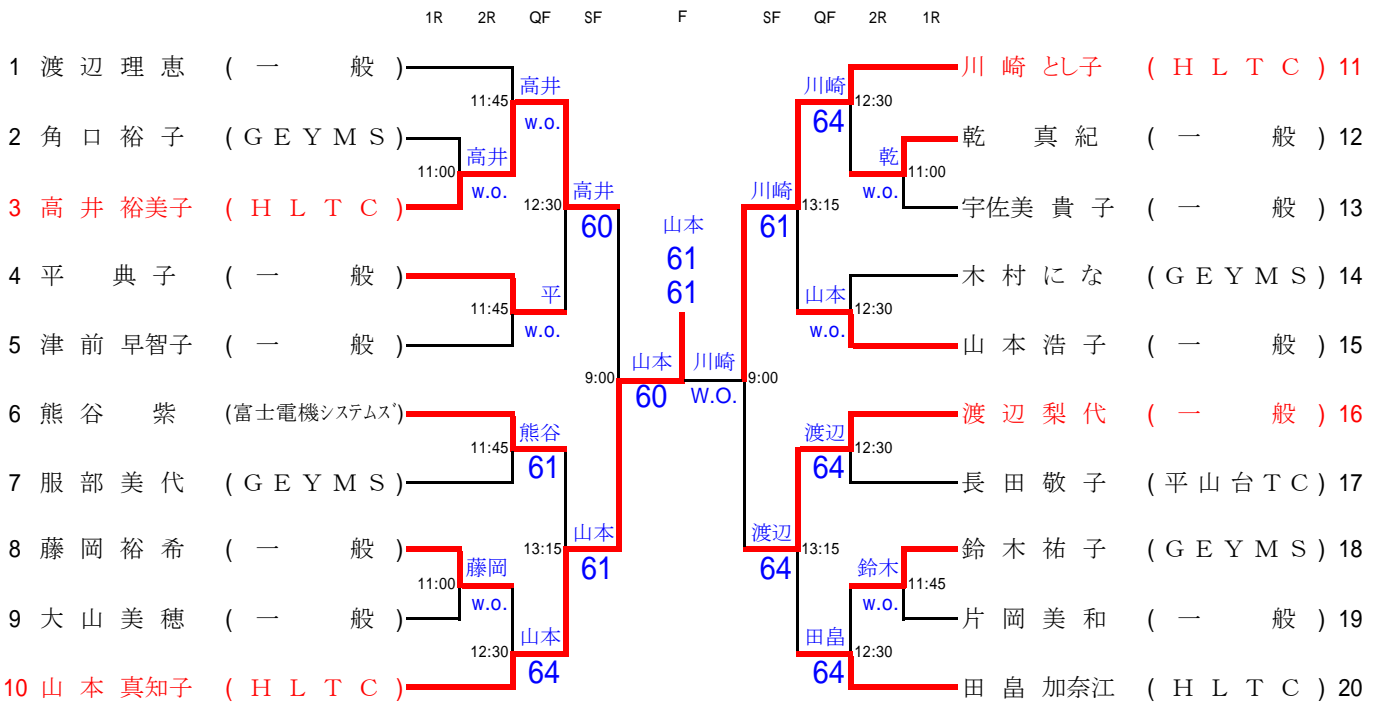 1R 2R QF SF F SF QF 2R 1R
1 渡辺理恵 (一般) 川崎とし子 (HLTC) 11
高井 川崎
11:45 12:30
w.o. 64
2 角口裕子 (GEYMS) 乾 真紀 (一般) 12
高井 乾
11:00 11:00
w.o. w.o.
3 高井裕美子 (HLTC) 12:30 高井 川崎 13:15 宇佐美貴子 (一般) 13
60 山本 61
61
4 平 典子 (一般) 木村にな (GEYMS) 14
61
平 山本
11:45 12:30
w.o. w.o.
5 津前早智子 (一般) 山本浩子 (一般) 15
山本 川崎
9:00 9:00
60 W.O.
6 熊谷 紫 (富士電機システムズ) 渡辺梨代 (一般) 16
熊谷 渡辺
11:45 12:30
61 64
7 服部美代 (GEYMS) 長田敬子 (平山台TC) 17
山本 渡辺
8 藤岡裕希 (一般) 13:15 13:15 鈴木祐子 (GEYMS) 18
藤岡 61 64 鈴木
11:00 11:45
w.o. w.o.
9 大山美穂 (一般) 片岡美和 (一般) 19
山本 田畠
12:30 12:30
64 64
10 山本真知子 (HLTC) 田畠加奈江 (HLTC) 20